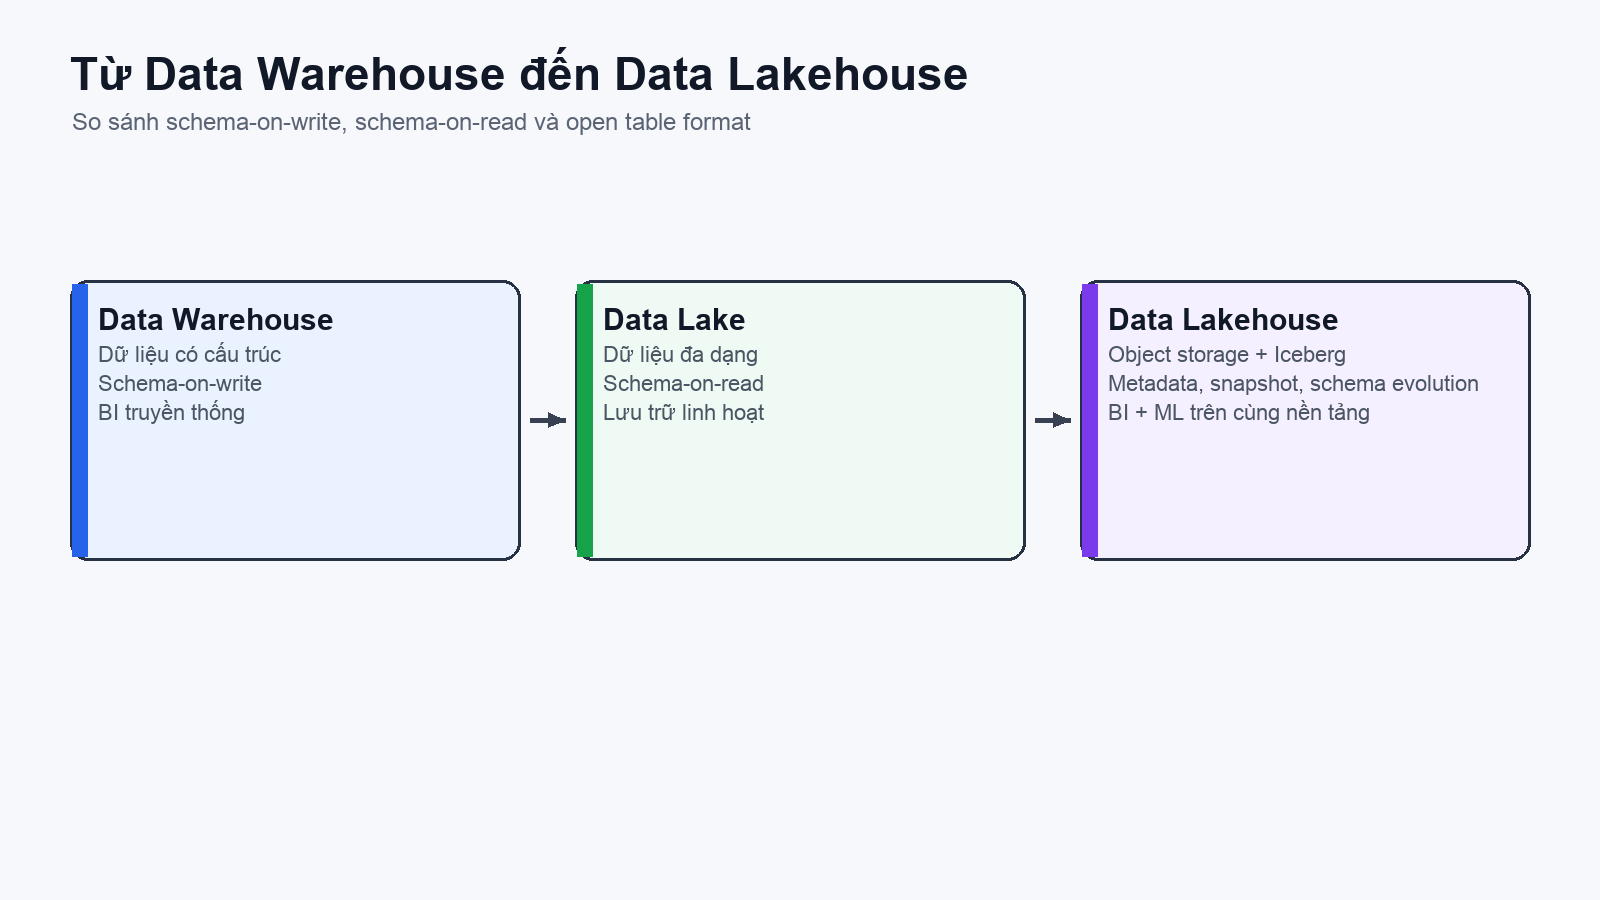 Từ Data Warehouse đến Data Lakehouse
So sánh schema-on-write, schema-on-read và open table format
Data Warehouse
Dữ liệu có cấu trúc
Schema-on-write
BI truyền thống
Data Lake
Dữ liệu đa dạng
Schema-on-read
Lưu trữ linh hoạt
Data Lakehouse
Object storage + Iceberg
Metadata, snapshot, schema evolution
BI + ML trên cùng nền tảng